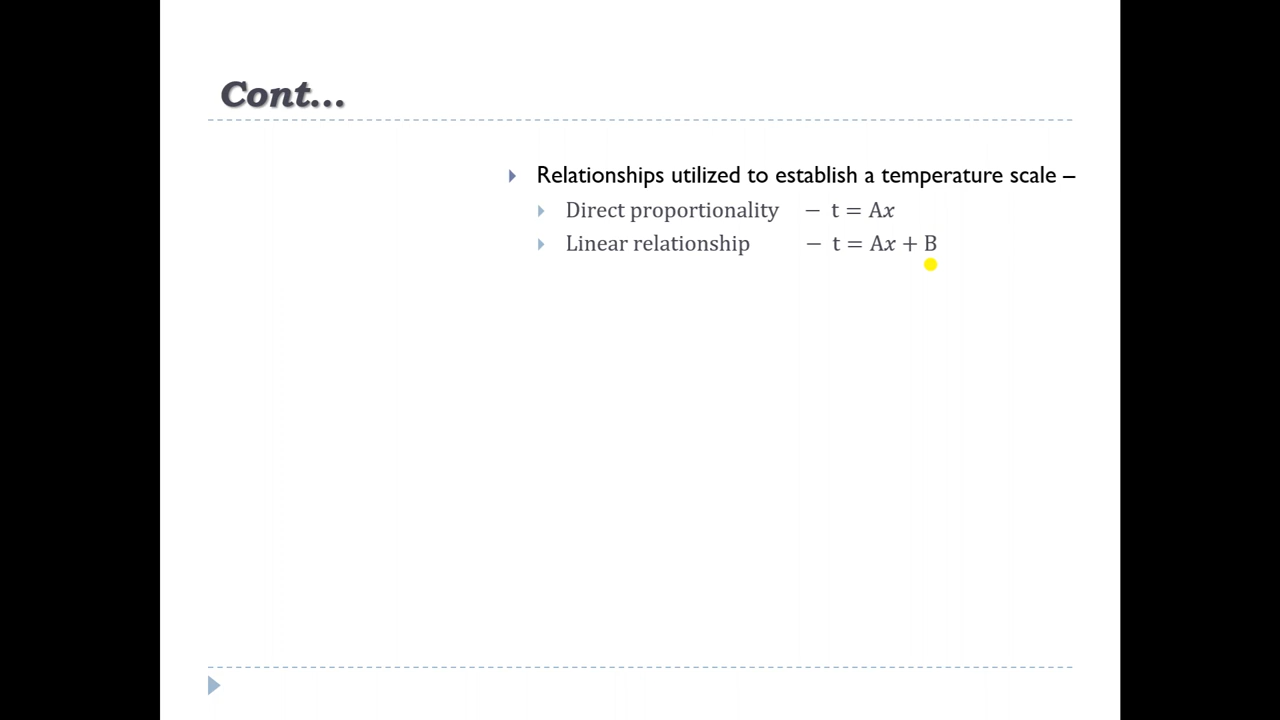 Cont...
Relationships utilized to establish a temperature scale –
Direct proportionality − t = Ax
Linear relationship − t = Ax + B